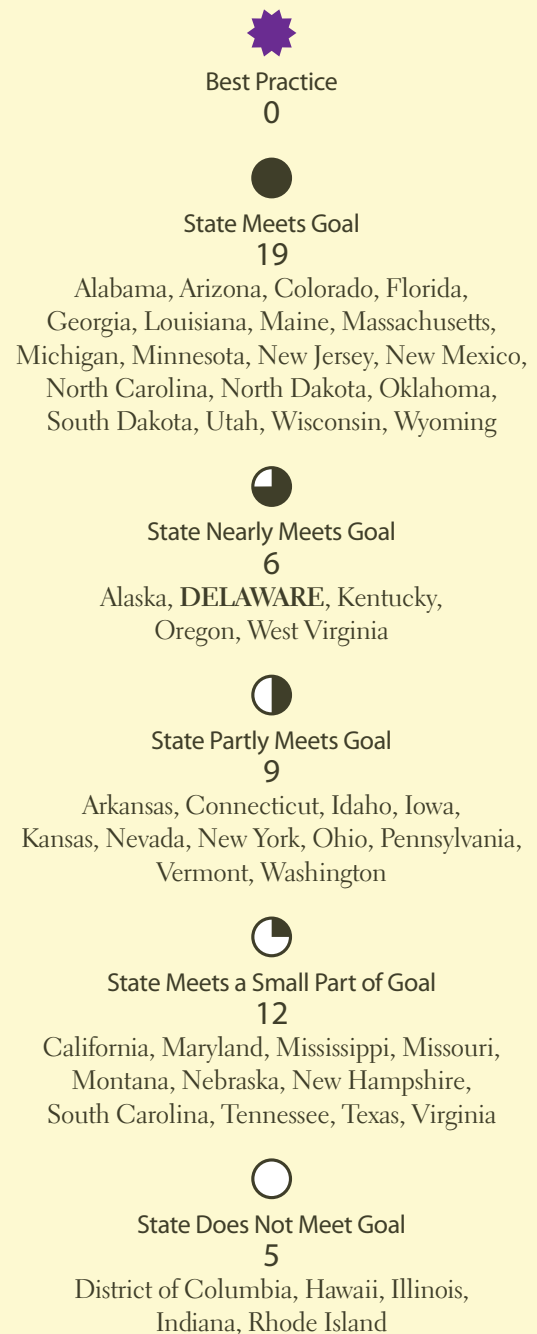 Best Practice
0
State Meets Goal
19
Alabama, Arizona, Colorado, Florida,
Georgia, Louisiana, Maine, Massachusetts,
Michigan, Minnesota, New Jersey, New Mexico,
North Carolina, North Dakota, Oklahoma,
South Dakota, Utah, Wisconsin, Wyoming
State Nearly Meets Goal
6
Alaska, DELAWARE, Kentucky,
Oregon, West Virginia
State Partly Meets Goal
9
Arkansas, Connecticut, Idaho, Iowa,
Kansas, Nevada, New York, Ohio, Pennsylvania,
Vermont, Washington
State Meets a Small Part of Goal
12
California, Maryland, Mississippi, Missouri,
Montana, Nebraska, New Hampshire,
South Carolina, Tennessee, Texas, Virginia
State Does Not Meet Goal
5
District of Columbia, Hawaii, Illinois,
Indiana, Rhode Island